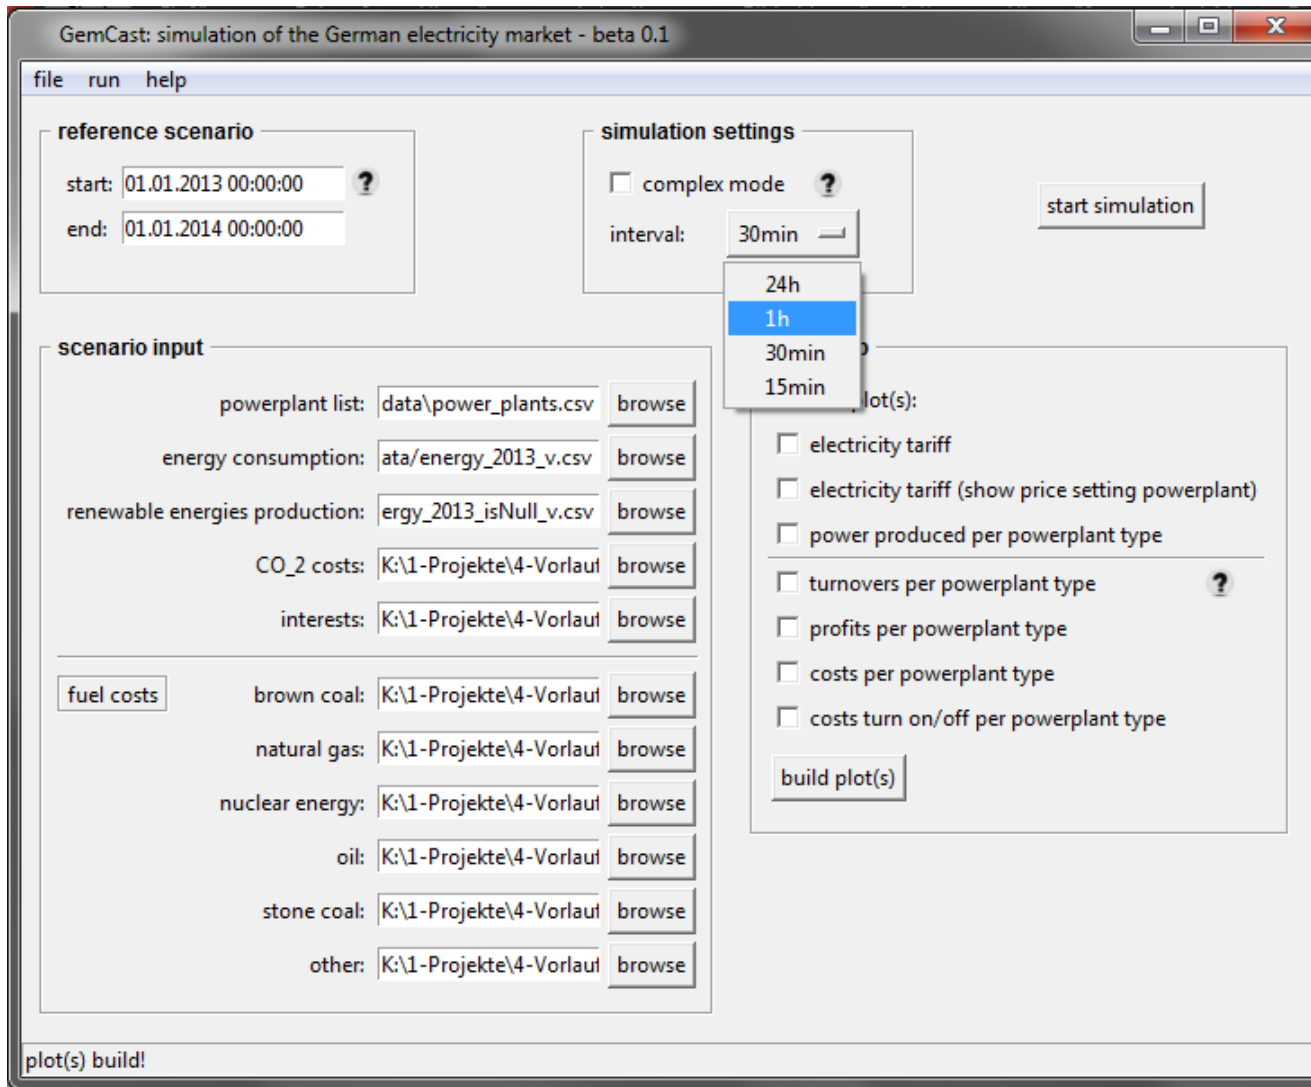 GemCast: simulation of the German electricity market - beta 0.1
file run help
reference scenario
start: 01.01.2013 00:00:00 ?
end: 01.01.2014 00:00:00
simulation settings
complex mode ?
interval: 30min
24h
1h
30min
15min
start simulation
scenario input
powerplant list: data\power_plants.csv browse
energy consumption: ata/energy_2013_v.csv browse
renewable energies production: ergy_2013_isNull_v.csv browse
CO_2 costs: K:\1-Projekte\4-Vorlauf browse
interests: K:\1-Projekte\4-Vorlauf browse
fuel costs brown coal: K:\1-Projekte\4-Vorlauf browse
natural gas: K:\1-Projekte\4-Vorlauf browse
nuclear energy: K:\1-Projekte\4-Vorlauf browse
oil: K:\1-Projekte\4-Vorlauf browse
stone coal: K:\1-Projekte\4-Vorlauf browse
other: K:\1-Projekte\4-Vorlauf browse
lot(s):
electricity tariff
electricity tariff (show price setting powerplant)
power produced per powerplant type
turnovers per powerplant type ?
profits per powerplant type
costs per powerplant type
costs turn on/off per powerplant type
build plot(s)
plot(s) build!